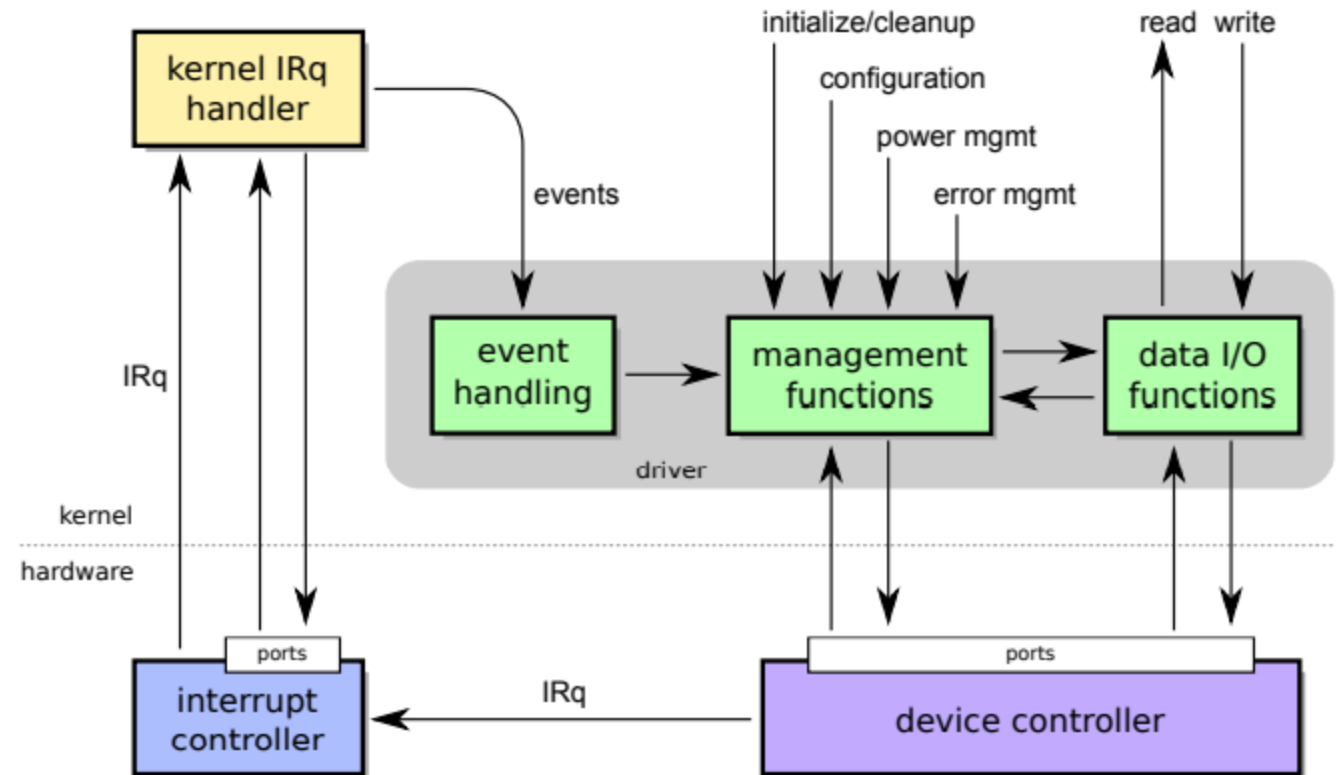 initialize/cleanup
read write
kernel IRq
handler
configuration
power mgmt
events
error mgmt
event
handling
management
functions
data I/O
functions
IRq
driver
kernel
hardware
ports
ports
interrupt
controller
IRq
device controller